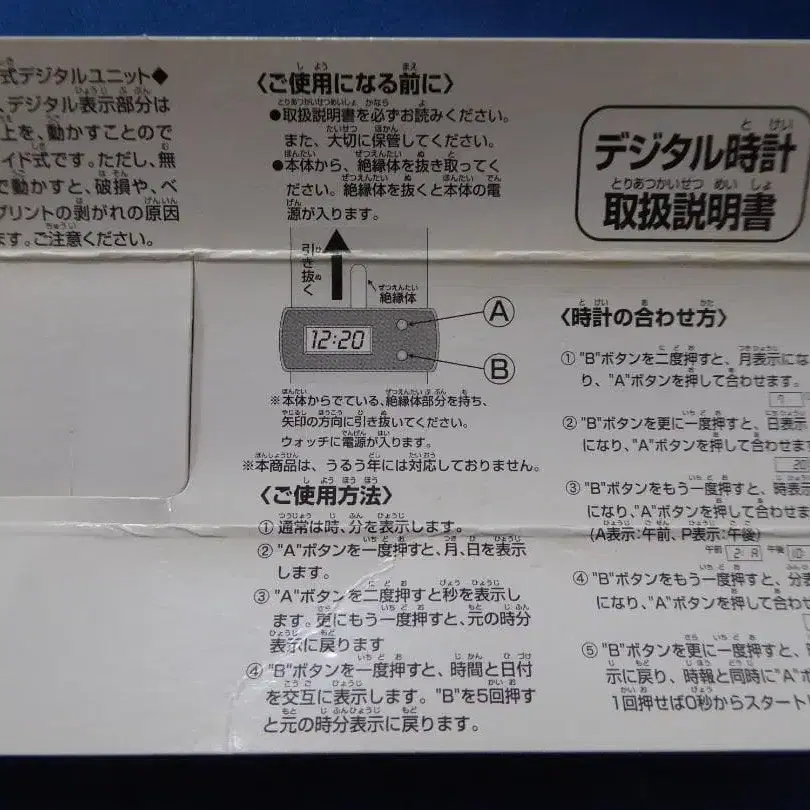 式デジタルユニット◆
、デジタル表示部分は
上を、動かすことので
イド式です。ただし、無
で動かすと、破損や、ベ
プリントの剥がれの原因
ます。ご注意ください。
〈ご使用になる前に〉
●取扱説明書を必ずお読みください。
また、大切に保管してください。
●本体から、絶縁体を抜き取ってく
ださい。絶縁体を抜くと本体の電
源が入ります。
引き抜く
絶縁体
12:20
A
B
※本体からでている、絶縁体部分を持ち、
矢印の方向に引き抜いてください。
ウォッチに電源が入ります。
※本商品は、うるう年には対応しておりません。
〈ご使用方法〉
①通常は時、分を表示します。
②"A"ボタンを一度押すと、月、日を表示
します。
③"A"ボタンを二度押すと秒を表示し
ます。更にもう一度押すと、元の時分
表示に戻ります
④"B"ボタンを一度押すと、時間と日付
を交互に表示します。"B"を5回押す
と元の時分表示に戻ります。
デジタル時計
取扱説明書
〈時計の合わせ方〉
①"B"ボタンを二度押すと、月表示にな
り、"A"ボタンを押して合わせます。
②"B"ボタンを更に一度押すと、日表示
になり、"A"ボタンを押して合わせます
20
③"B"ボタンをもう一度押すと、時表示
になり、"A"ボタンを押して合わせま
(A表示:午前、P表示:午後)
午前 2: A 午後 10
④"B"ボタンをもう一度押すと、分表
になり、"A"ボタンを押して合わせ
⑤"B"ボタンを更に一度押すと、
示に戻り、時報と同時に"A"ボ
1回押せば0秒からスタート